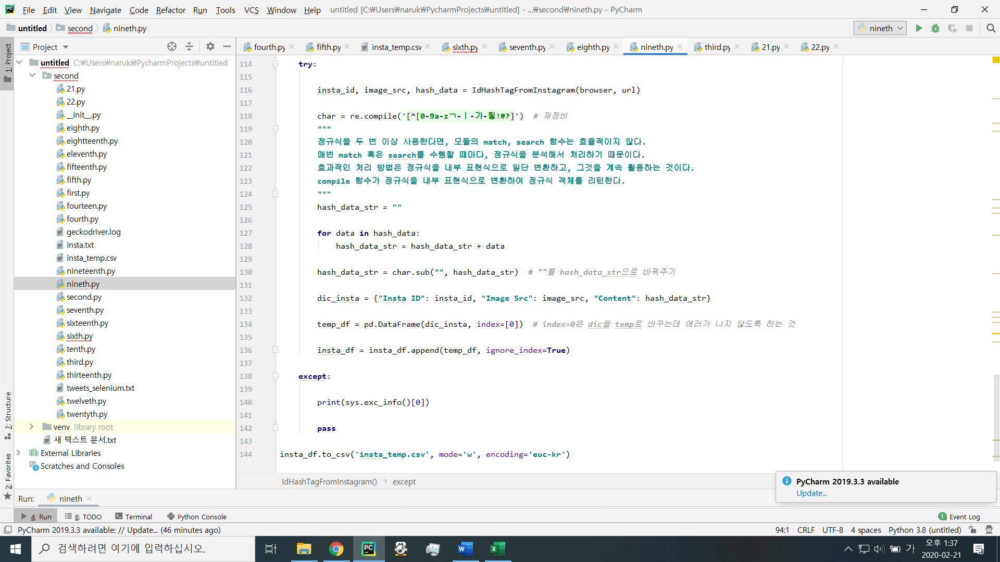 File Edit View Navigate Code Refactor Run Tools VCS Window Help untitled [C:₩Users₩naruk₩PycharmProjects₩untitled] - ...₩second₩nineth.py - PyCharm
untitled second nineth.py
nineth
Project
fourth.py fifth.py insta_temp.csv sixth.py seventh.py eighth.py nineth.py third.py 21.py 22.py
1: Project
7: Structure
2: Favorites
untitled C:₩Users₩naruk₩PycharmProjects₩untitled
second
21.py
22.py
__init__.py
eighth.py
eightteenth.py
eleventh.py
fifteenth.py
fifth.py
first.py
fourteen.py
fourth.py
geckodriver.log
insta.txt
insta_temp.csv
nineteenth.py
nineth.py
second.py
seventh.py
sixteenth.py
sixth.py
tenth.py
third.py
thirteenth.py
tweets_selenium.txt
twelveth.py
twentyth.py
venv library root
새 텍스트 문서.txt
External Libraries
Scratches and Consoles
114 try:
115
116 insta_id, image_src, hash_data = IdHashTagFromInstagram(browser, url)
117
118 char = re.compile('[^[0-9a-zㄱ-ㅣ-가-힣!#?]') # 재정비
119 """
120 정규식을 두 번 이상 사용한다면, 모듈의 match, search 함수는 효율적이지 않다.
121 매번 match 혹은 search를 수행할 때마다, 정규식을 분석해서 처리하기 때문이다.
122 효과적인 처리 방법은 정규식을 내부 표현식으로 일단 변환하고, 그것을 계속 활용하는 것이다.
123 compile 함수가 정규식을 내부 표현식으로 변환하여 정규식 객체를 리턴한다.
124 """
125 hash_data_str = ""
126
127 for data in hash_data:
128 hash_data_str = hash_data_str + data
129
130 hash_data_str = char.sub("", hash_data_str) # ""를 hash_data_str으로 바꿔주기
131
132 dic_insta = {"Insta ID": insta_id, "Image Src": image_src, "Content": hash_data_str}
133
134 temp_df = pd.DataFrame(dic_insta, index=[0]) # index=0은 dic을 temp로 바꾸는데 에러가 나지 않도록 하는 것
135
136 insta_df = insta_df.append(temp_df, ignore_index=True)
137
138 except:
139
140 print(sys.exc_info()[0])
141
142 pass
143
144 insta_df.to_csv('insta_temp.csv', mode='w', encoding='euc-kr')
IdHashTagFromInstagram() › except
PyCharm 2019.3.3 available
Update...
Run: nineth
4: Run 6: TODO Terminal Python Console 1 Event Log
PyCharm 2019.3.3 available: // Update... (46 minutes ago) 94:1 CRLF UTF-8 4 spaces Python 3.8 (untitled)
검색하려면 여기에 입력하십시오.
가 오후 1:37
2020-02-21